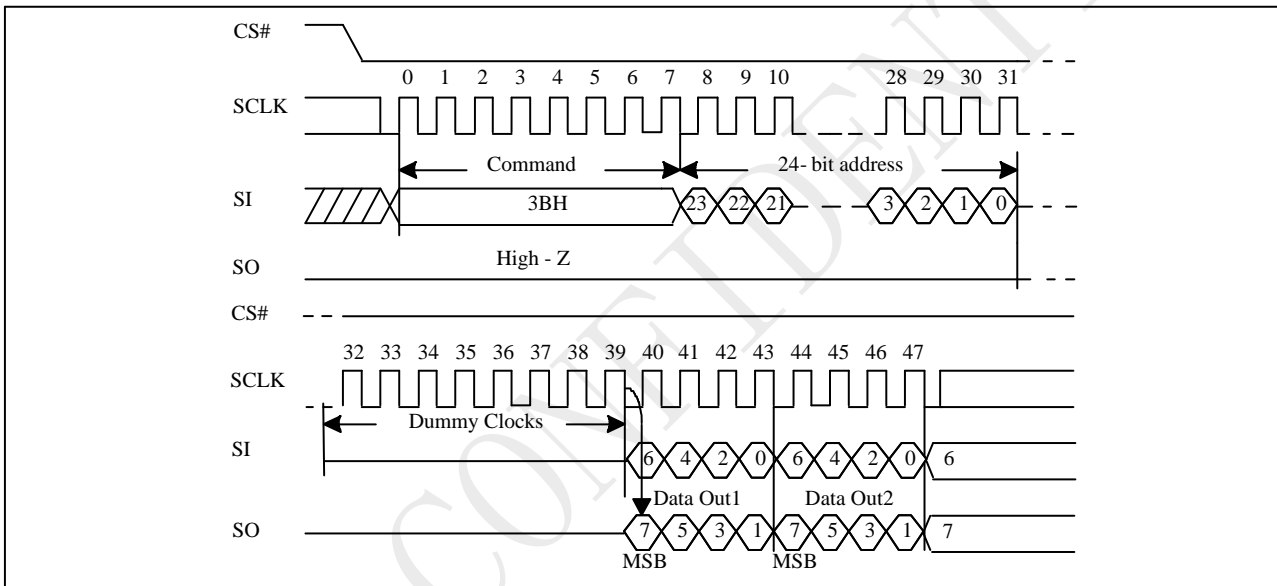 CS#
0 1 2 3 4 5 6 7 8 9 10 28 29 30 31
SCLK
Command 24- bit address
SI 3BH 23 22 21 3 2 1 0
High - Z
SO
CS#
32 33 34 35 36 37 38 39 40 41 42 43 44 45 46 47
SCLK
Dummy Clocks
SI 6 4 2 0 6 4 2 0 6
Data Out1 Data Out2
SO 7 5 3 1 7 5 3 1 7
MSB MSB
CONFIDENT